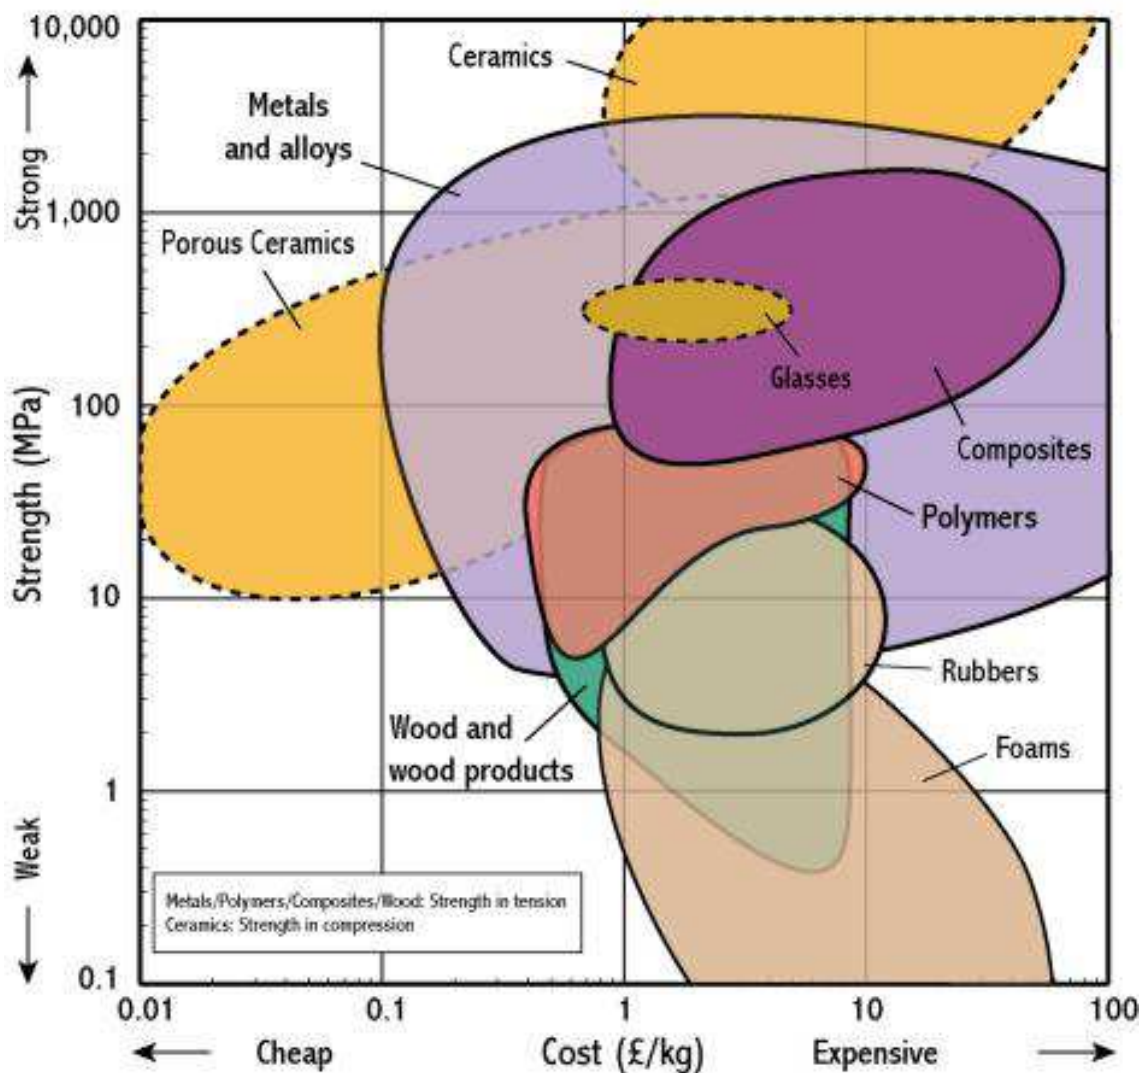 10,000
1,000
100
10
1
0.1
Strong
Strength (MPa)
Weak
Ceramics
Metals
and alloys
Porous Ceramics
Glasses
Composites
Polymers
Rubbers
Wood and
wood products
Foams
Metals/Polymers/Composites/Wood: Strength in tension
Ceramics: Strength in compression
0.01
0.1
1
10
100
Cheap
Cost (£/kg)
Expensive